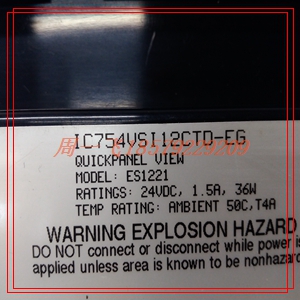 IC754VSI12CTD-EG
QUICKPANEL VIEW
MODEL: ES1221
RATINGS: 24VDC, 1.5A, 36W
TEMP RATING: AMBIENT 50C,T4A
WARNING EXPLOSION HAZARD
DO NOT connect or disconnect while power is
applied unless area is known to be nonhazard